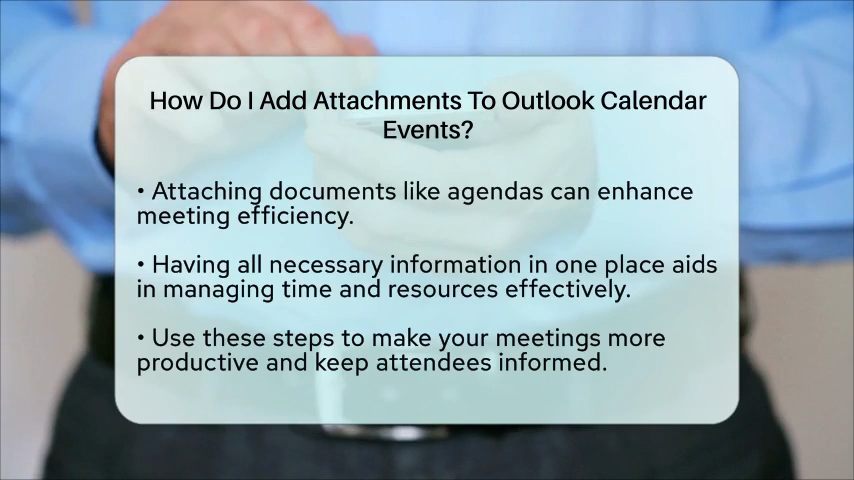 How Do I Add Attachments To Outlook Calendar
Events?
• Attaching documents like agendas can enhance
meeting efficiency.
• Having all necessary information in one place aids
in managing time and resources effectively.
• Use these steps to make your meetings more
productive and keep attendees informed.